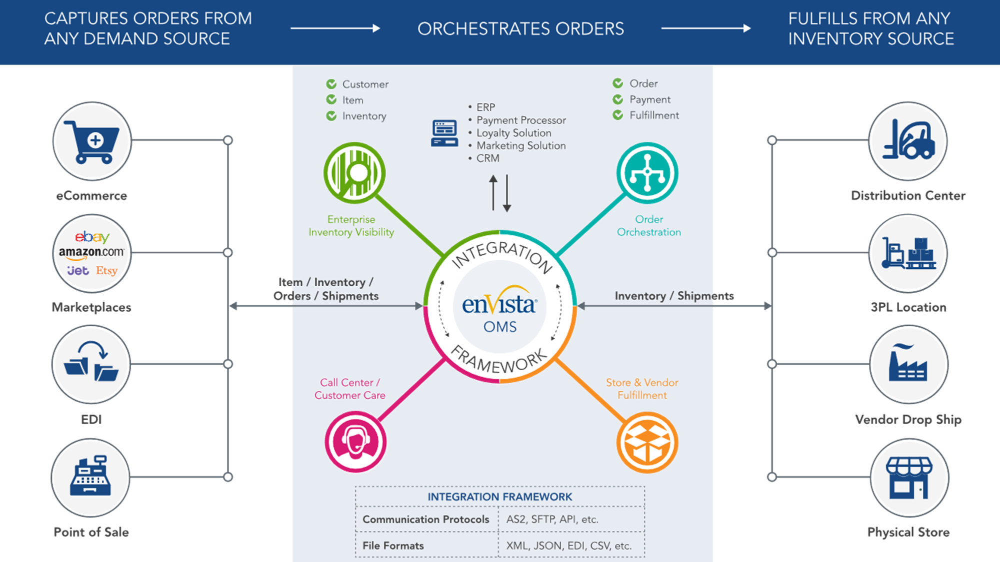 CAPTURES ORDERS FROM
ANY DEMAND SOURCE
ORCHESTRATES ORDERS
FULFILLS FROM ANY
INVENTORY SOURCE
eCommerce
ebay
amazon.com
jet Etsy
Marketplaces
EDI
Point of Sale
Item / Inventory /
Orders / Shipments
Customer
Item
Inventory
Enterprise
Inventory Visibility
• ERP
• Payment Processor
• Loyalty Solution
• Marketing Solution
• CRM
Order
Payment
Fulfillment
Order
Orchestration
INTEGRATION
enVista®
OMS
FRAMEWORK
Call Center /
Customer Care
Store & Vendor
Fulfillment
INTEGRATION FRAMEWORK
Communication Protocols AS2, SFTP, API, etc.
File Formats XML, JSON, EDI, CSV, etc.
Inventory / Shipments
Distribution Center
3PL Location
Vendor Drop Ship
Physical Store